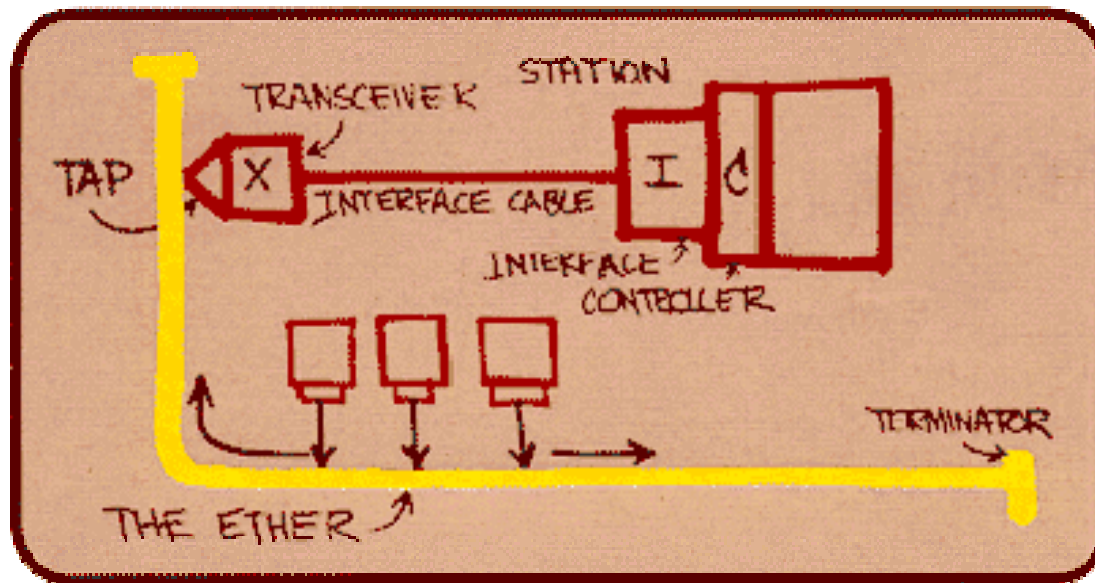 STATION
TRANSCEIVER
TAP
X
I
C
INTERFACE CABLE
INTERFACE
CONTROLLER
TERMINATOR
THE ETHER